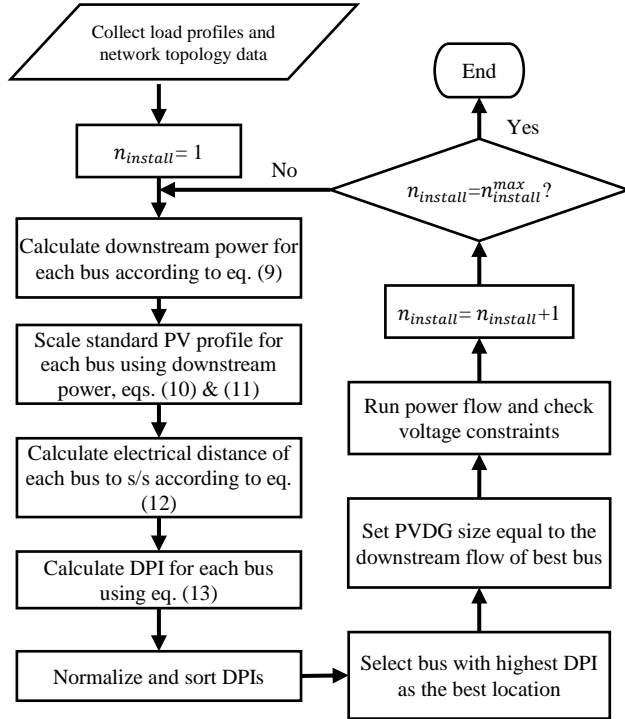 Collect load profiles and
network topology data
n_install= 1
Calculate downstream power for
each bus according to eq. (9)
Scale standard PV profile for
each bus using downstream
power, eqs. (10) & (11)
Calculate electrical distance of
each bus to s/s according to eq.
(12)
Calculate DPI for each bus
using eq. (13)
Normalize and sort DPIs
Select bus with highest DPI
as the best location
Set PVDG size equal to the
downstream flow of best bus
Run power flow and check
voltage constraints
n_install= n_install+1
n_install=n_install^max?
No
Yes
End